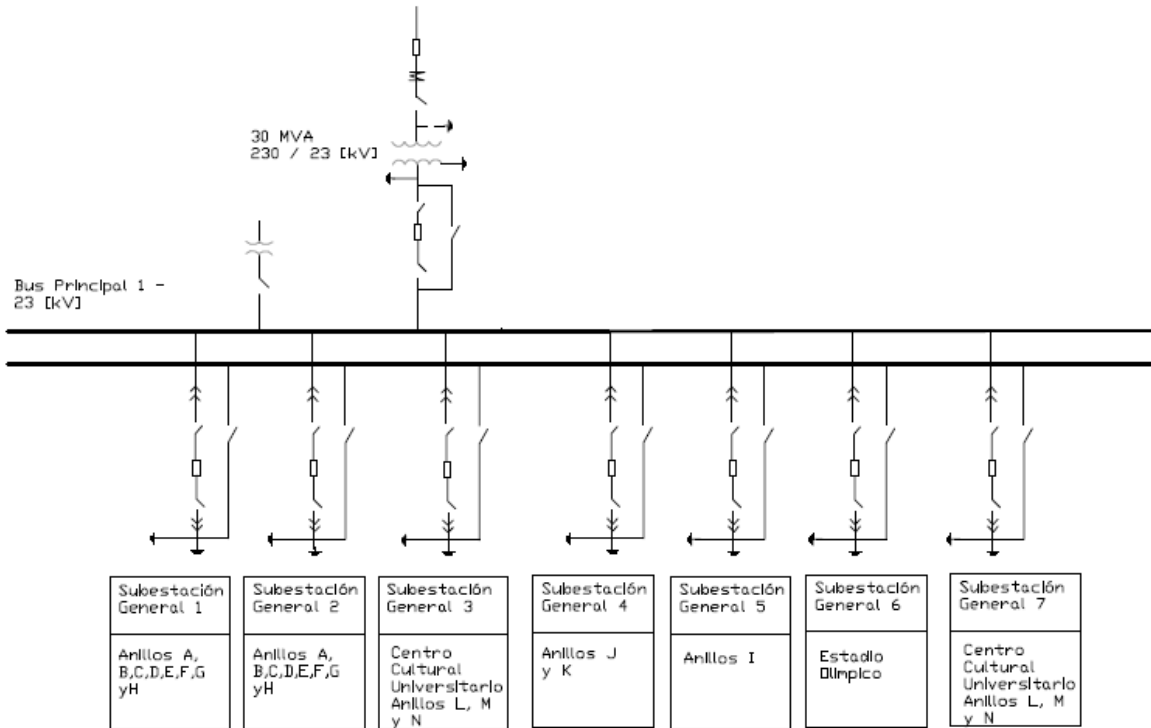 30 MVA
230 / 23 [kV]
Bus Principal 1 -
23 [kV]
Subestación
General 1
Anillos A,
B,C,D,E,F,G
yH
Subestación
General 2
Anillos A,
B,C,D,E,F,G
yH
Subestación
General 3
Centro
Cultural
Universitario
Anillos L, M
y N
Subestación
General 4
Anillos J
y K
Subestación
General 5
Anillos I
Subestación
General 6
Estadio
Olímpico
Subestación
General 7
Centro
Cultural
Universitario
Anillos L, M
y N